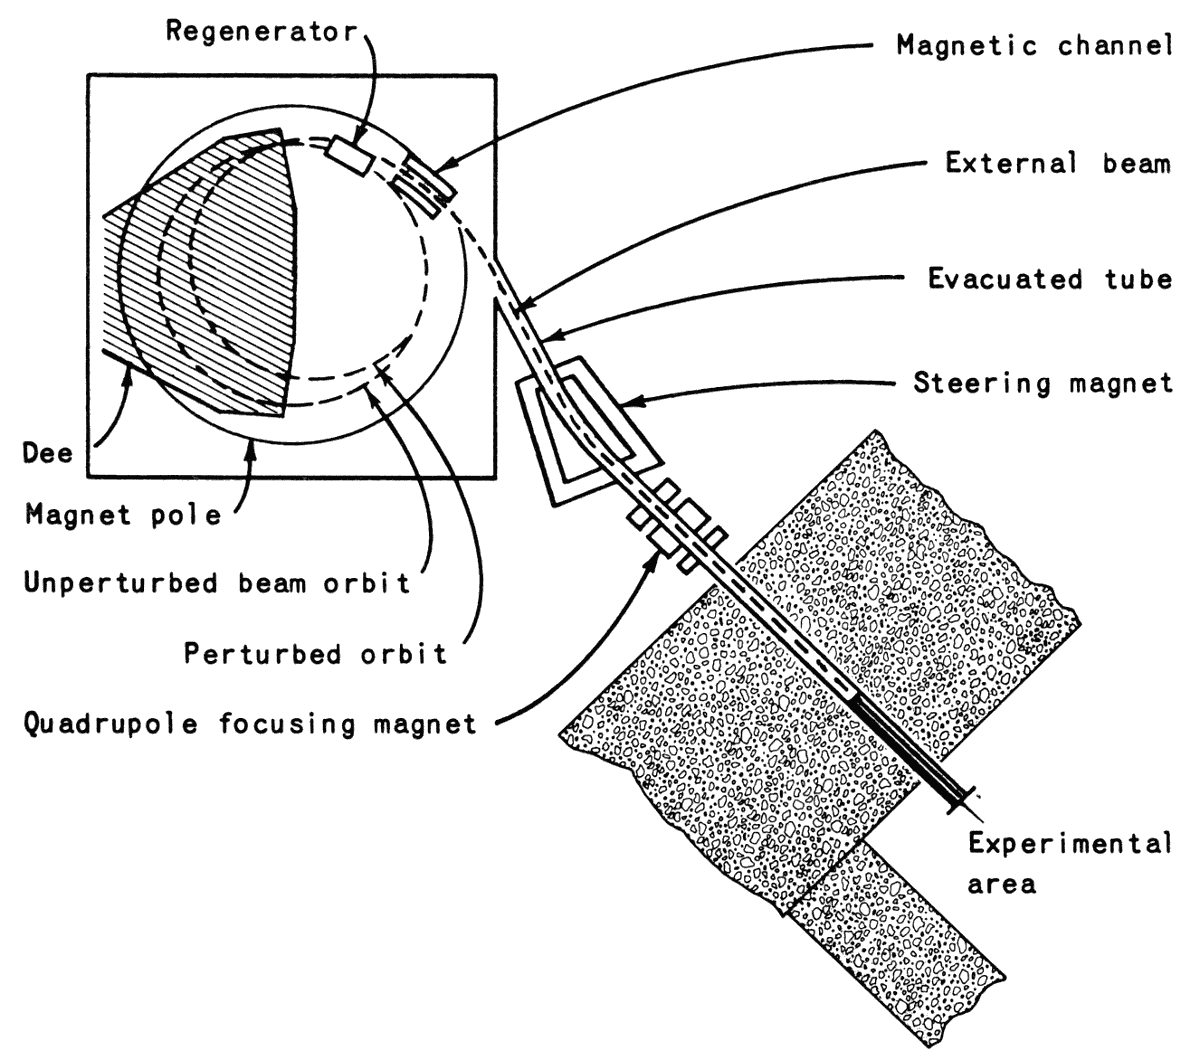 Regenerator
Magnetic channel
External beam
Evacuated tube
Steering magnet
Dee
Magnet pole
Unperturbed beam orbit
Perturbed orbit
Quadrupole focusing magnet
Experimental
area